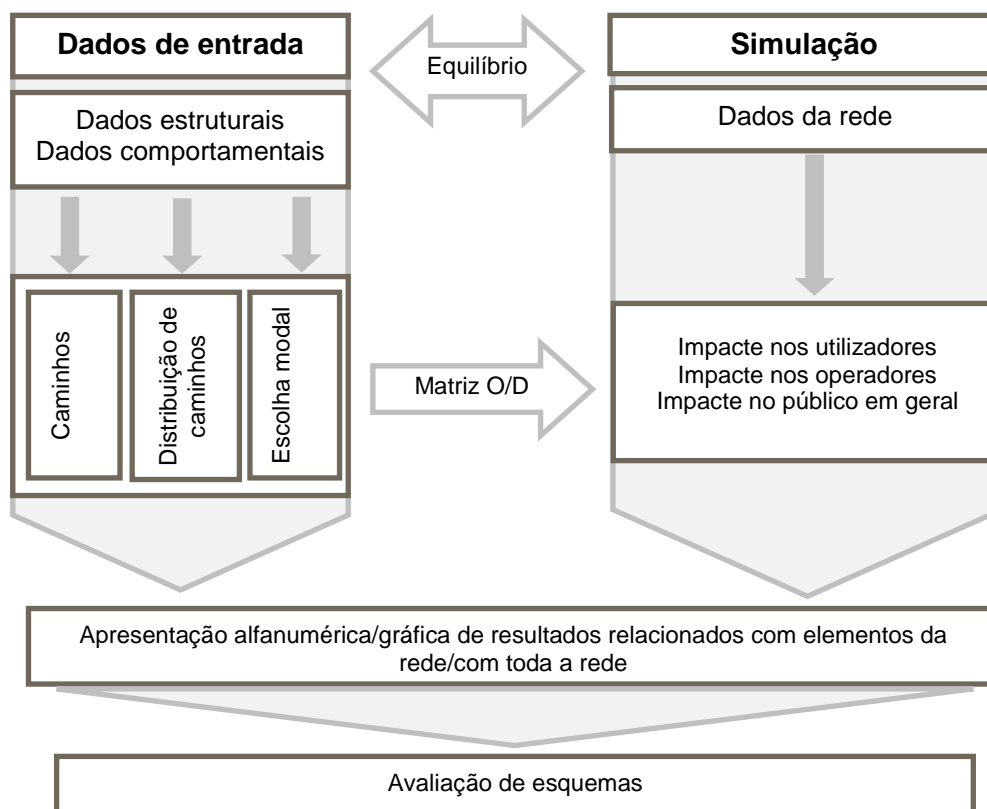 Dados de entrada
Equilíbrio
Simulação
Dados estruturais
Dados comportamentais
Dados da rede
Caminhos
Distribuição de
caminhos
Escolha modal
Matriz O/D
Impacte nos utilizadores
Impacte nos operadores
Impacte no público em geral
Apresentação alfanumérica/gráfica de resultados relacionados com elementos da
rede/com toda a rede
Avaliação de esquemas